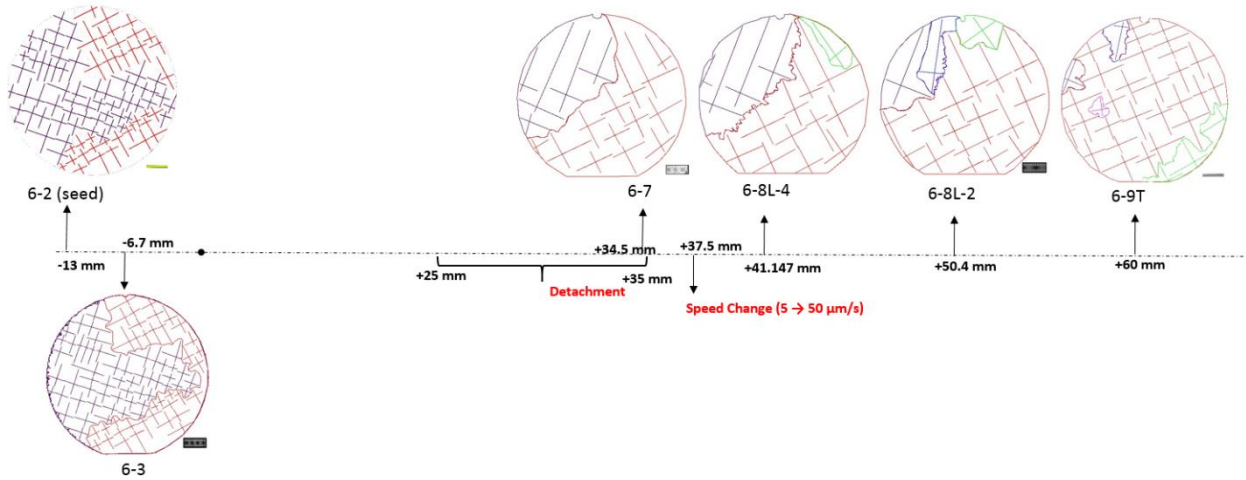 6-2 (seed)
6-7
6-8L-4
6-8L-2
6-9T
-6.7 mm
-13 mm
+34.5 mm
+37.5 mm
+25 mm
+35 mm
+41.147mm
+50.4 mm
+60 mm
Detachment
Speed Change (5 → 50 µm/s)
6-3